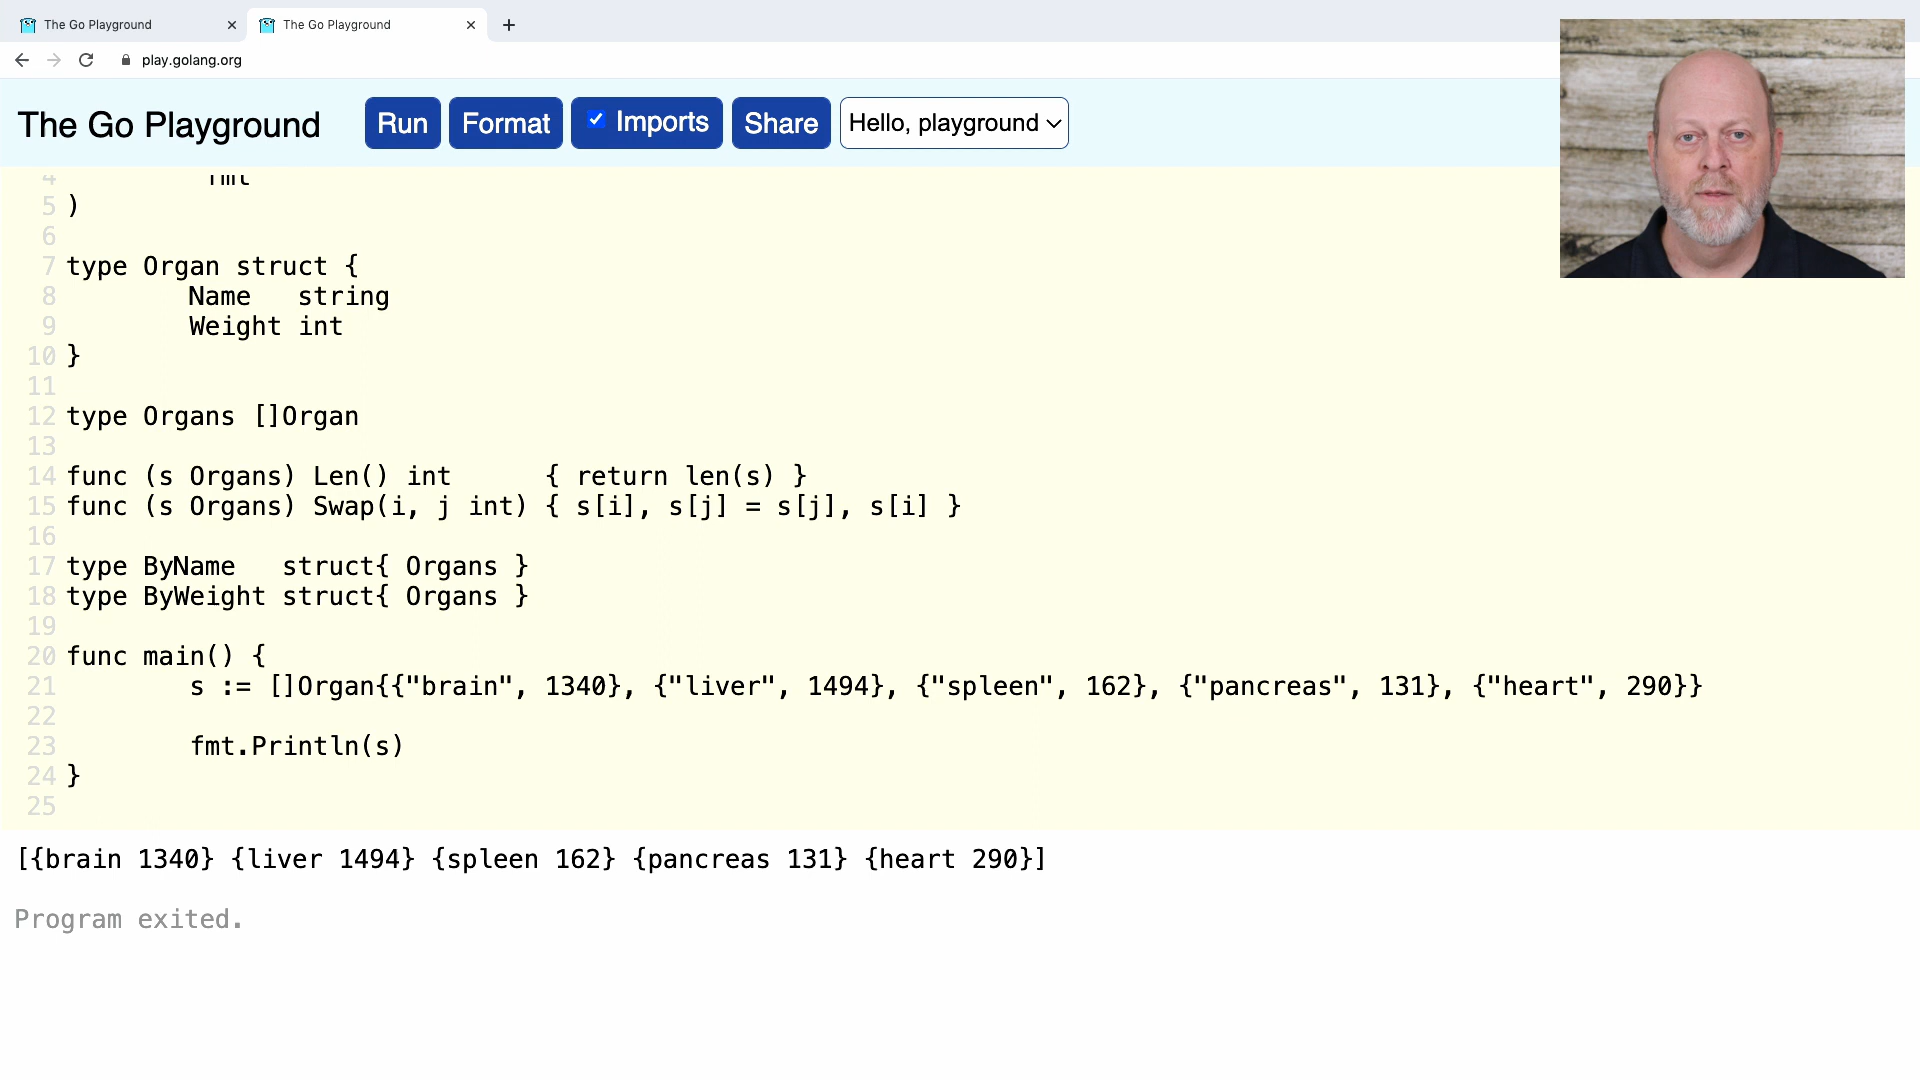 The Go Playground
The Go Playground
play.golang.org
The Go Playground
Run
Format
Imports
Share
Hello, playground
4 fmt
5 )
6
7 type Organ struct {
8 Name   string
9 Weight int
10 }
11
12 type Organs []Organ
13
14 func (s Organs) Len() int      { return len(s) }
15 func (s Organs) Swap(i, j int) { s[i], s[j] = s[j], s[i] }
16
17 type ByName   struct{ Organs }
18 type ByWeight struct{ Organs }
19
20 func main() {
21 s := []Organ{{"brain", 1340}, {"liver", 1494}, {"spleen", 162}, {"pancreas", 131}, {"heart", 290}}
22
23 fmt.Println(s)
24 }
25
[{brain 1340} {liver 1494} {spleen 162} {pancreas 131} {heart 290}]
Program exited.